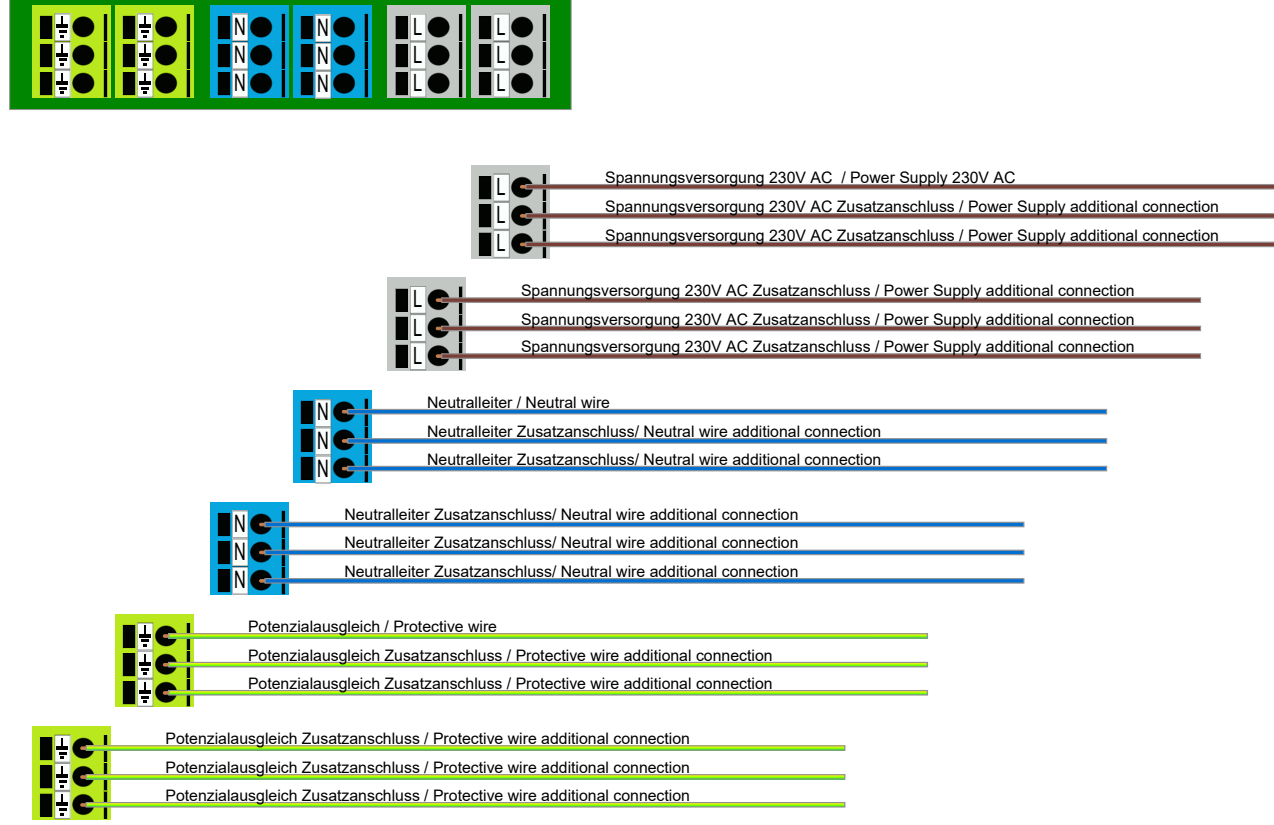 N N L L
N N L L
N N L L
L Spannungsversorgung 230V AC / Power Supply 230V AC
L Spannungsversorgung 230V AC Zusatzanschluss / Power Supply additional connection
L Spannungsversorgung 230V AC Zusatzanschluss / Power Supply additional connection
L Spannungsversorgung 230V AC Zusatzanschluss / Power Supply additional connection
L Spannungsversorgung 230V AC Zusatzanschluss / Power Supply additional connection
L Spannungsversorgung 230V AC Zusatzanschluss / Power Supply additional connection
N Neutralleiter / Neutral wire
N Neutralleiter Zusatzanschluss/ Neutral wire additional connection
N Neutralleiter Zusatzanschluss/ Neutral wire additional connection
N Neutralleiter Zusatzanschluss/ Neutral wire additional connection
N Neutralleiter Zusatzanschluss/ Neutral wire additional connection
N Neutralleiter Zusatzanschluss/ Neutral wire additional connection
Potenzialausgleich / Protective wire
Potenzialausgleich Zusatzanschluss / Protective wire additional connection
Potenzialausgleich Zusatzanschluss / Protective wire additional connection
Potenzialausgleich Zusatzanschluss / Protective wire additional connection
Potenzialausgleich Zusatzanschluss / Protective wire additional connection
Potenzialausgleich Zusatzanschluss / Protective wire additional connection